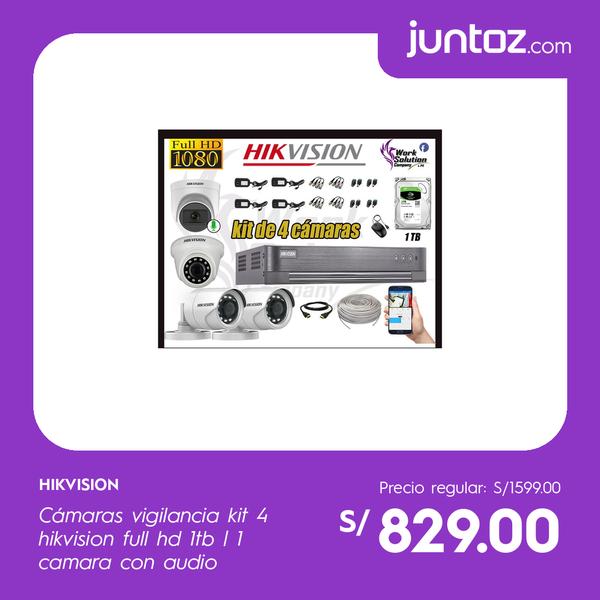 juntoz.com
Full HD
1080
HIKVISION
Work
Solution
Company
kit de 4 cámaras
1 TB
HIKVISION
Cámaras vigilancia kit 4
hikvision full hd 1tb | 1
camara con audio
Precio regular: S/1599.00
S/ 829.00